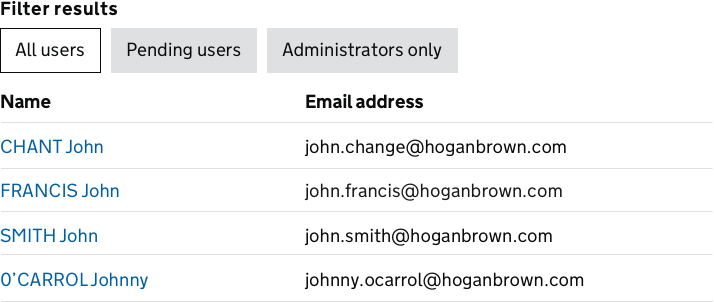 Filter results
All users Pending users Administrators only
Name Email address
CHANT John john.change@hoganbrown.com
FRANCIS John john.francis@hoganbrown.com
SMITH John john.smith@hoganbrown.com
0’CARROL Johnny johnny.ocarrol@hoganbrown.com